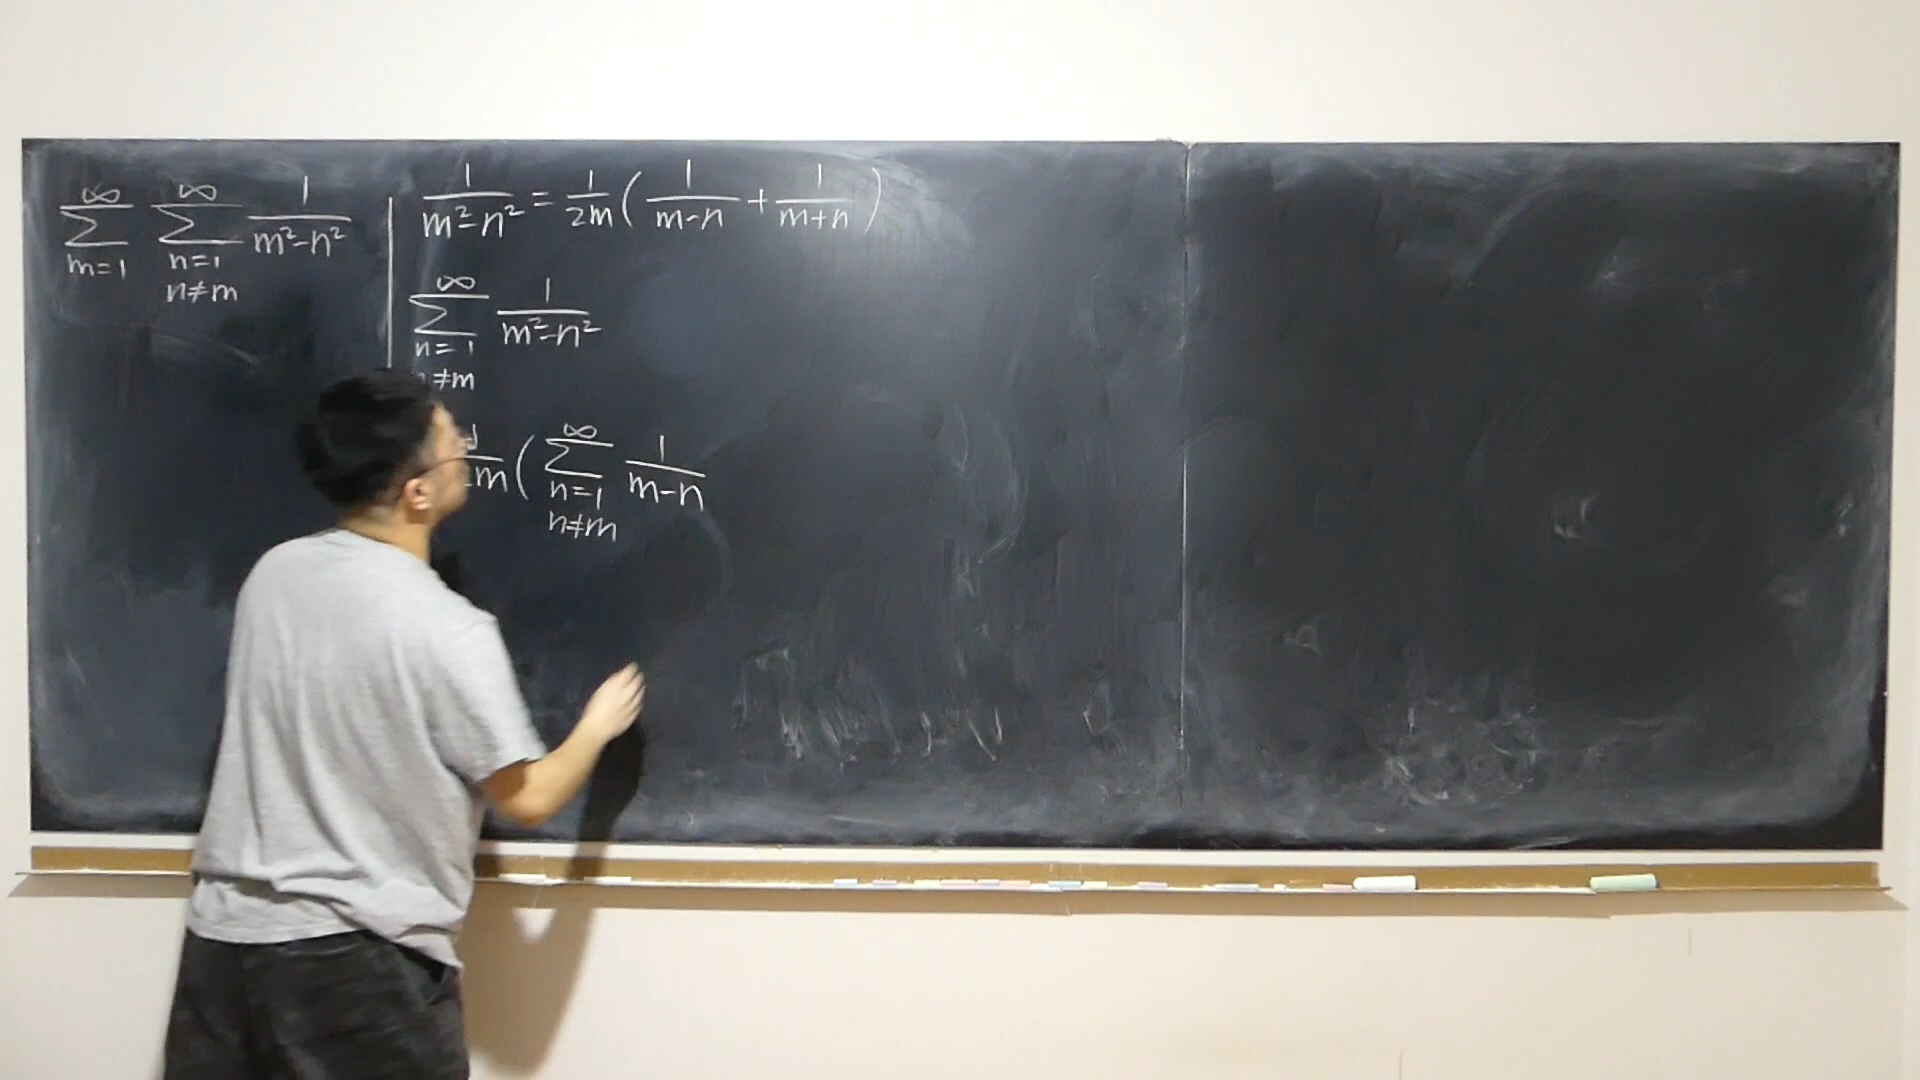 ∞ ∞ 1
∑ ∑ ———
m=1 n=1 m²-n²
n≠m
1/(m²-n²) = 1/2m ( 1/(m-n) + 1/(m+n) )
∞
∑ 1/(m²-n²)
n=1
≠m
m ( ∞
∑ 1/(m-n)
n=1
n≠m